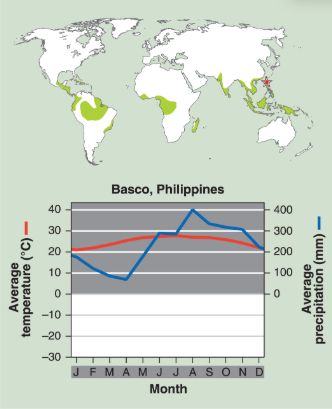 Basco, Philippines
Average
temperature (°C)
40
30
20
10
0
–10
–20
–30
400
300
200
100
0
Average
precipitation (mm)
J F M A M J J A S O N D
Month